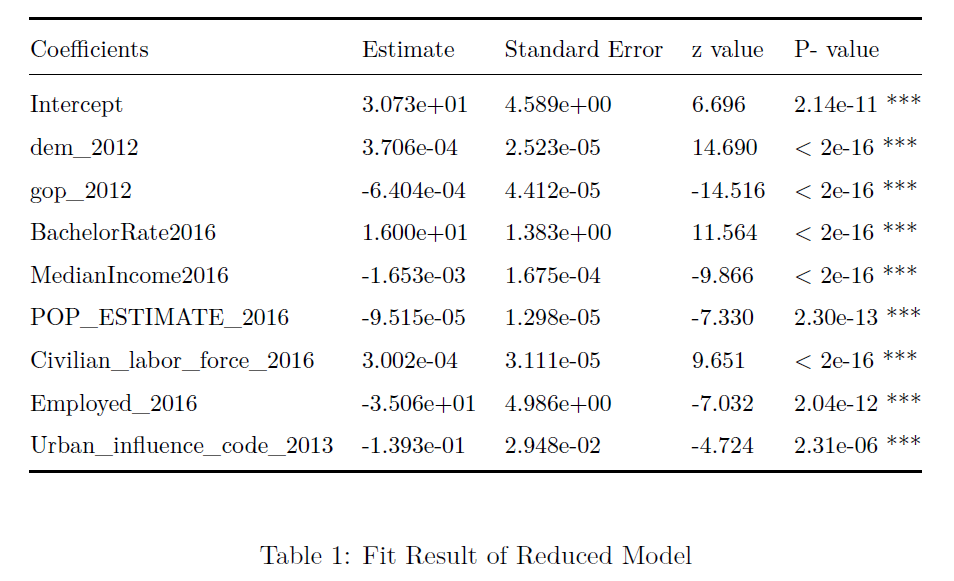 Coefficients Estimate Standard Error z value P- value
Intercept 3.073e+01 4.589e+00 6.696 2.14e-11 ***
dem_2012 3.706e-04 2.523e-05 14.690 < 2e-16 ***
gop_2012 -6.404e-04 4.412e-05 -14.516 < 2e-16 ***
BachelorRate2016 1.600e+01 1.383e+00 11.564 < 2e-16 ***
MedianIncome2016 -1.653e-03 1.675e-04 -9.866 < 2e-16 ***
POP_ESTIMATE_2016 -9.515e-05 1.298e-05 -7.330 2.30e-13 ***
Civilian_labor_force_2016 3.002e-04 3.111e-05 9.651 < 2e-16 ***
Employed_2016 -3.506e+01 4.986e+00 -7.032 2.04e-12 ***
Urban_influence_code_2013 -1.393e-01 2.948e-02 -4.724 2.31e-06 ***
Table 1: Fit Result of Reduced Model